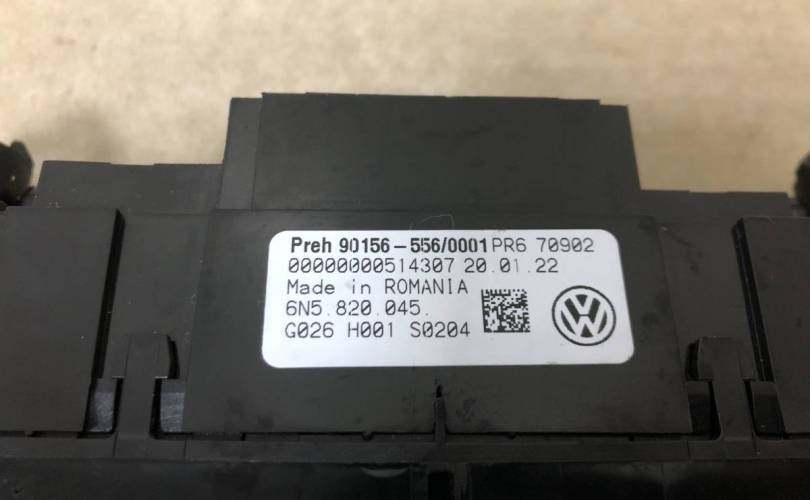 Preh 90156-556/0001 PR6 70902
00000000514307 20.01.22
Made in ROMANIA
6N5.820.045.
G026 H001 S0204